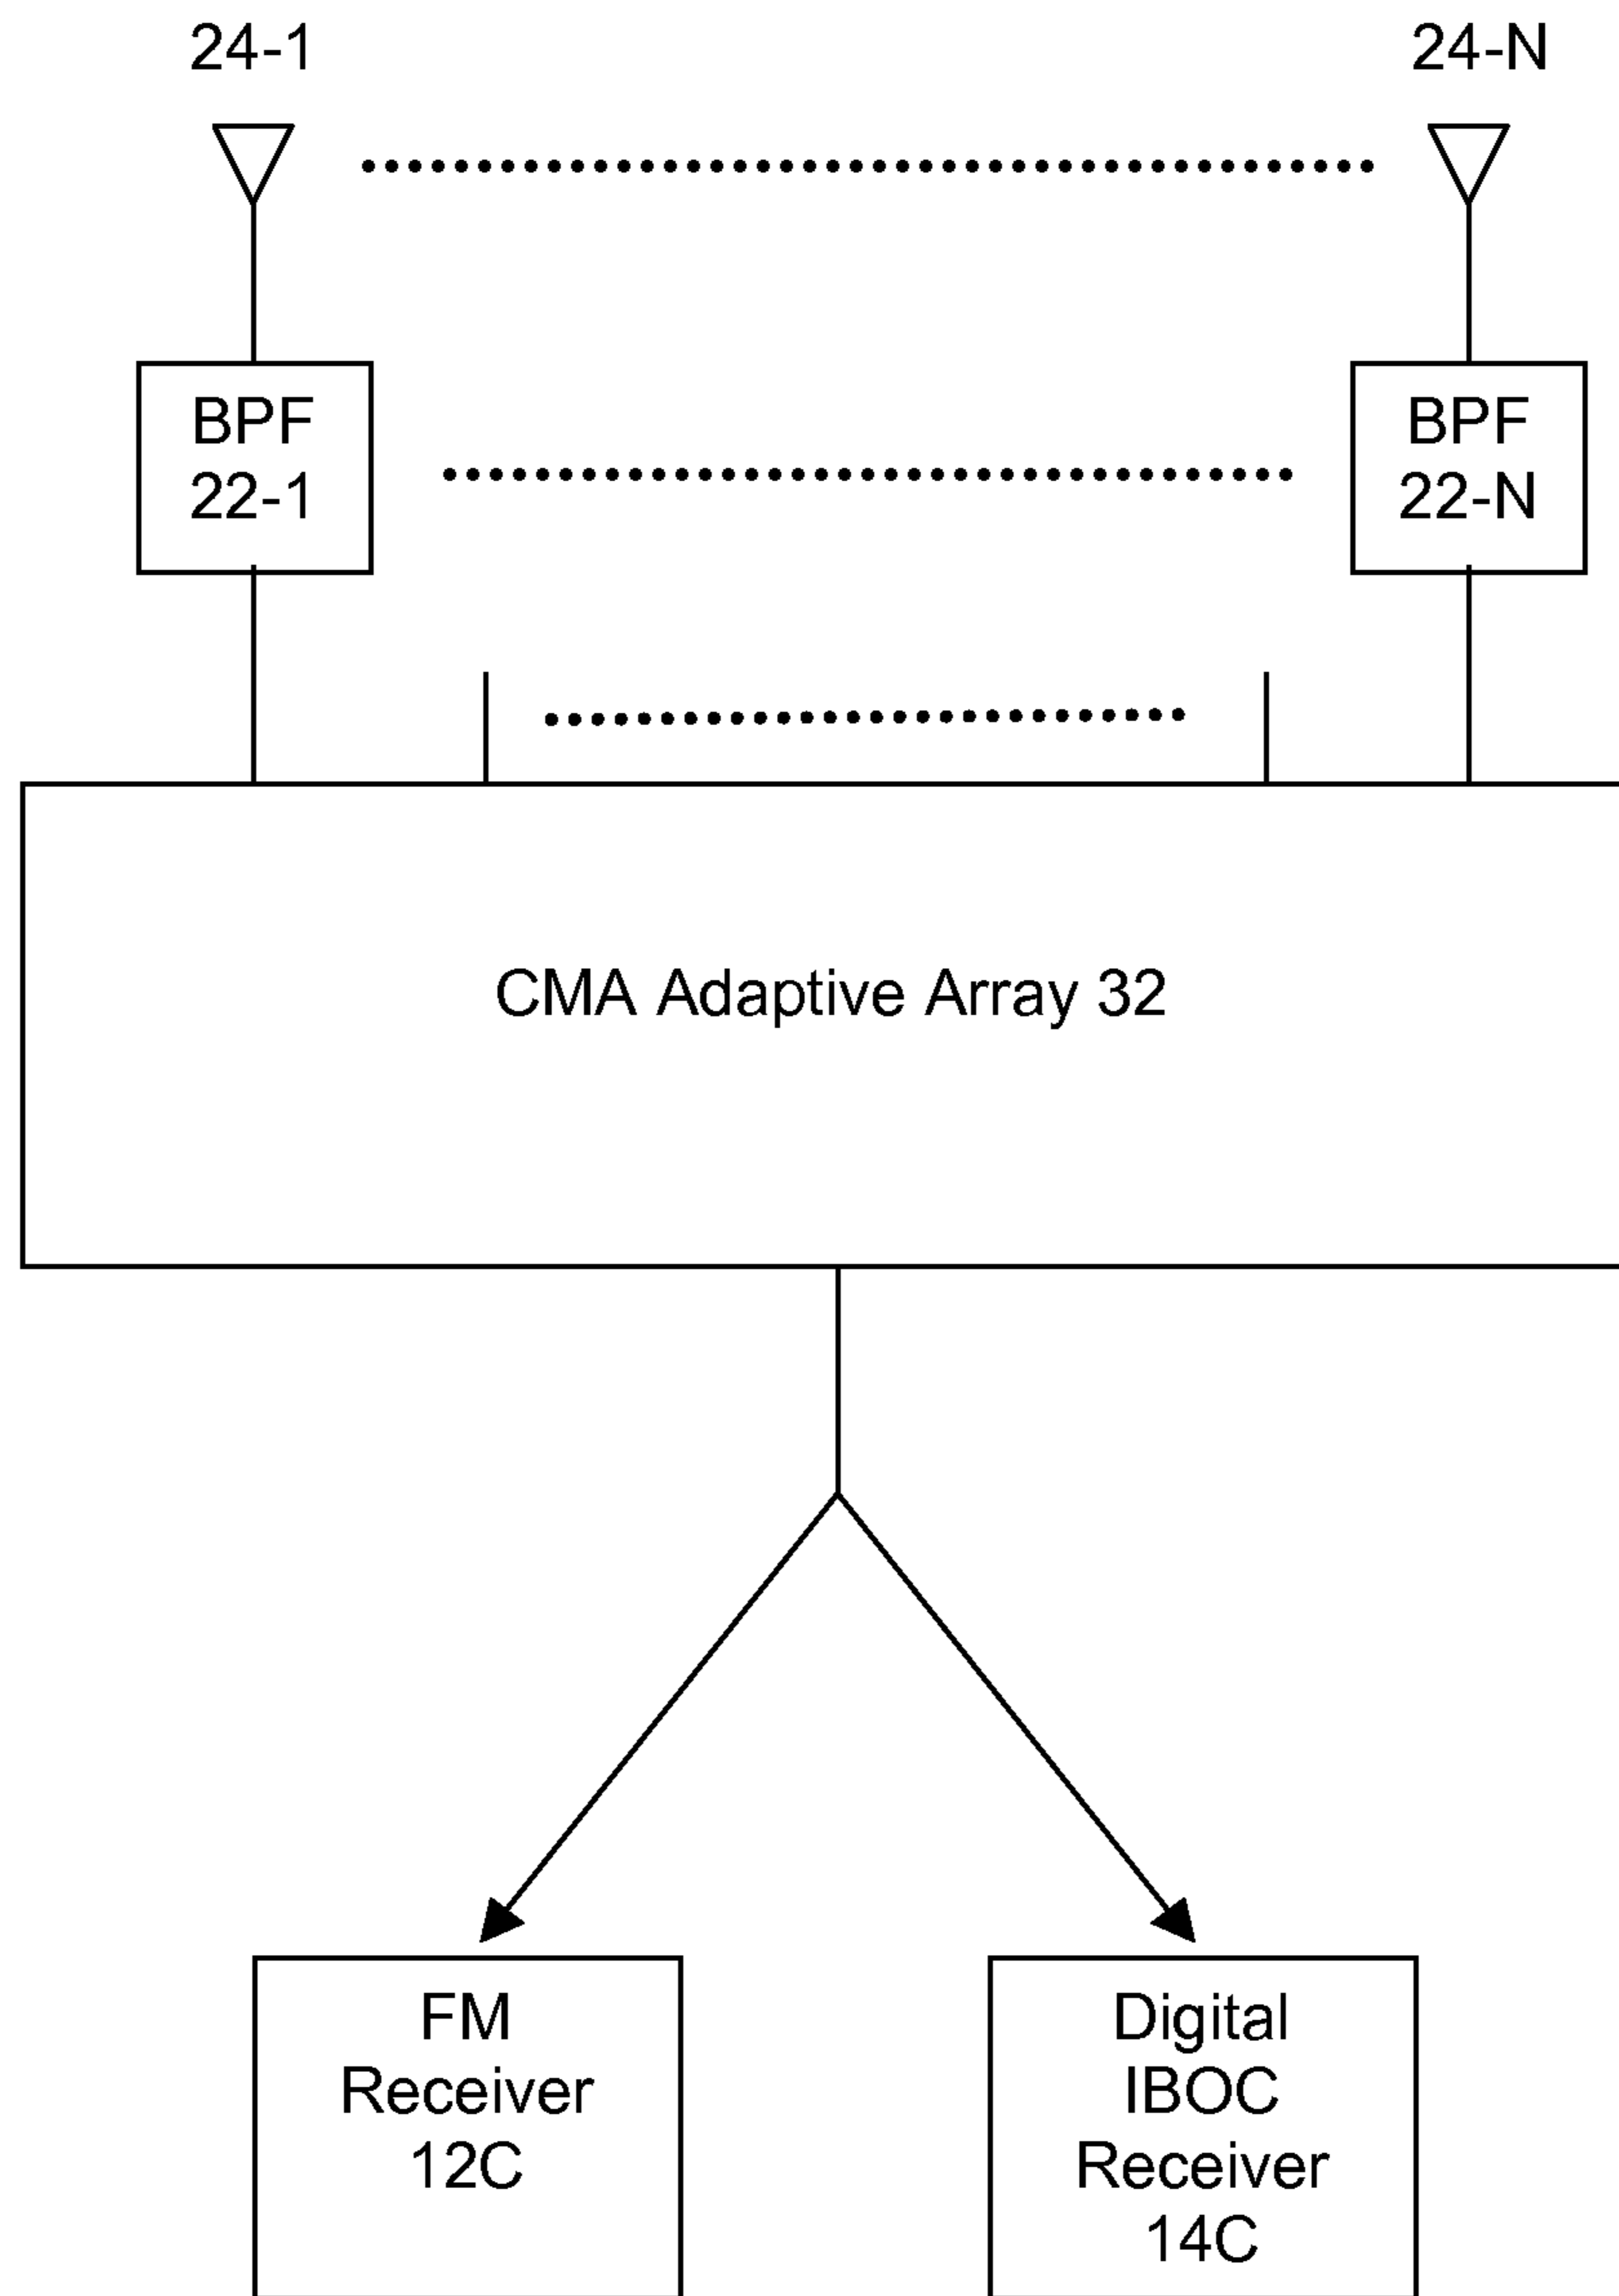 24-1
24-N
BPF
22-1
BPF
22-N
CMA Adaptive Array 32
FM
Receiver
12C
Digital
IBOC
Receiver
14C